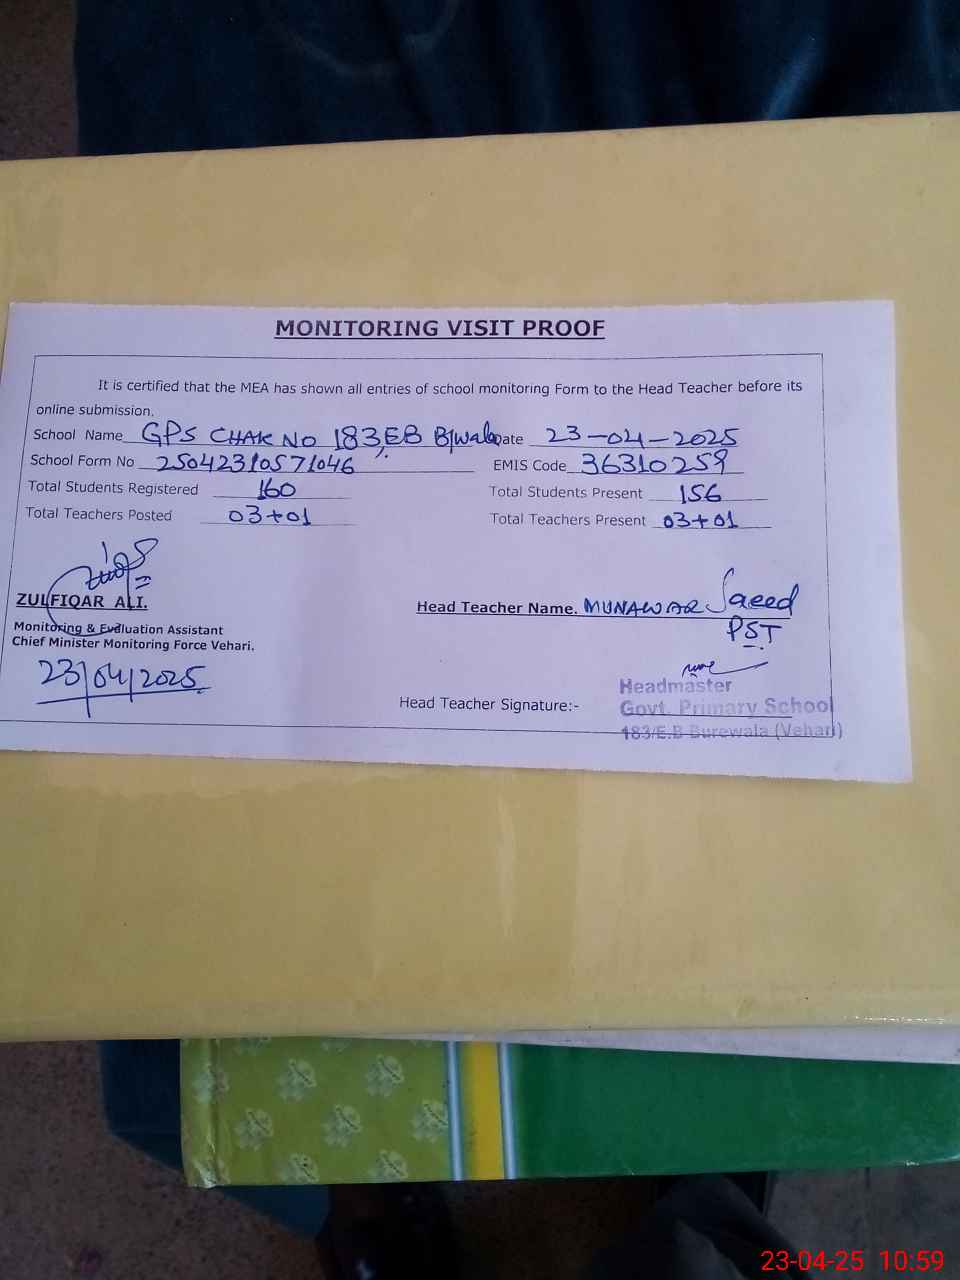 MONITORING VISIT PROOF
It is certified that the MEA has shown all entries of school monitoring Form to the Head Teacher before its
online submission.
School Name GPS CHAK NO 183/EB B/wala Date 23-04-2025
School Form No 25042310571046 EMIS Code 36310259
Total Students Registered 160 Total Students Present 156
Total Teachers Posted 03+01 Total Teachers Present 03+01
ZULFIQAR ALI. Head Teacher Name. MUNAWAR Saeed
PST
Monitoring & Evaluation Assistant
Chief Minister Monitoring Force Vehari.
23/04/2025
Head Teacher Signature:-
Headmaster
Govt. Primary School
183/E.B Burewala (Vehari)
23-04-25 10:59